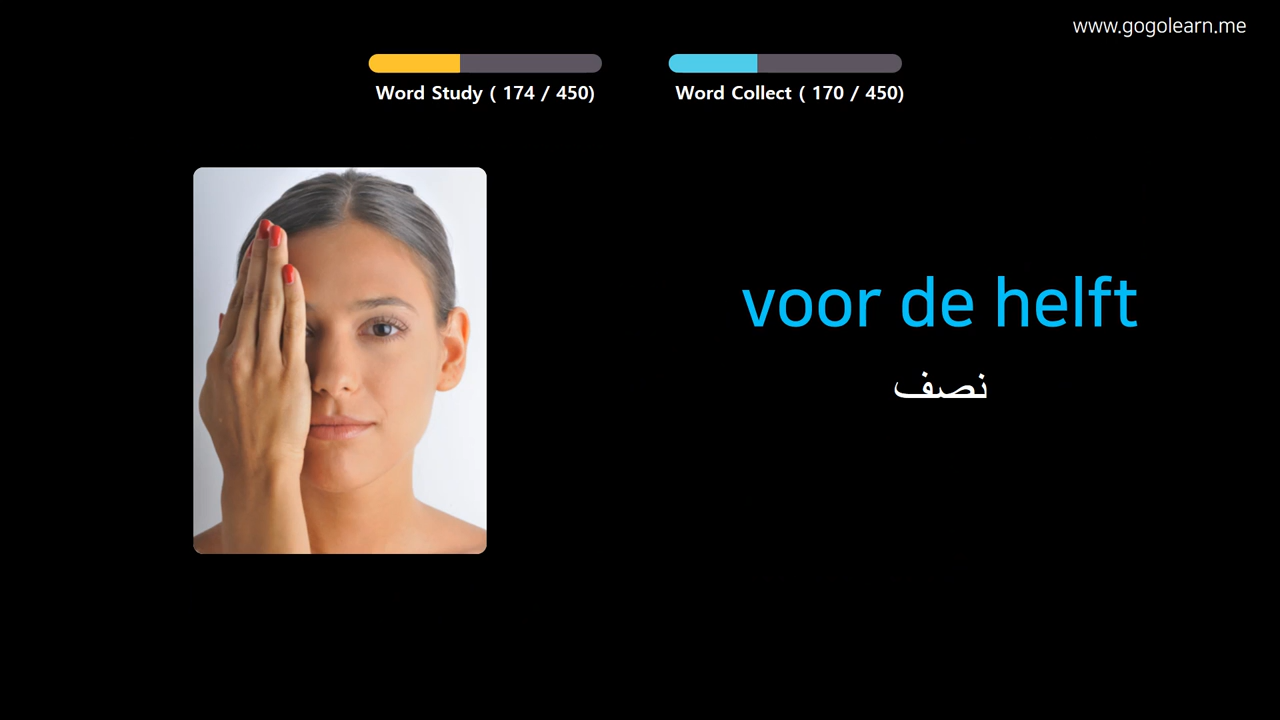 www.gogolearn.me
Word Study ( 174 / 450)
Word Collect ( 170 / 450)
voor de helft
نصف